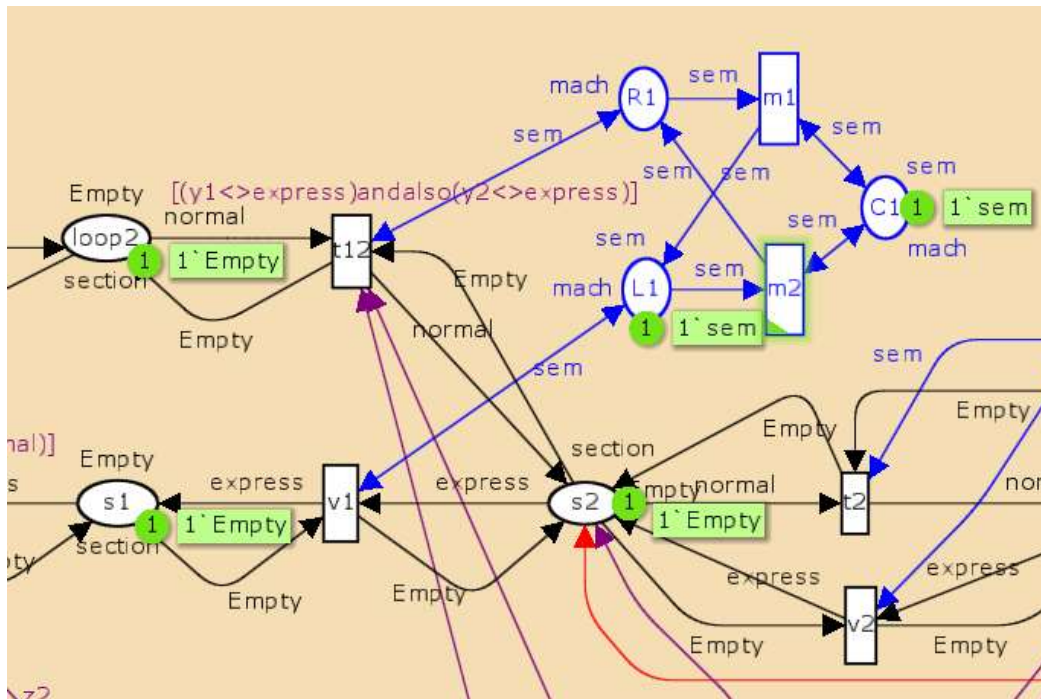 sem
mach
R1
m1
sem
sem
sem
sem
sem
[(y1<>express)andalso(y2<>express)]
Empty
normal
C1
1
1`sem
loop2
t12
sem
sem
mach
1
1`Empty
section
Empty
sem
mach
L1
m2
Empty
normal
1
1`sem
sem
sem
Empty
section
Empty
nal)]
Empty
express
express
Empty
normal
s1
v1
s2
1
t2
1
1`Empty
1`Empty
section
express
express
Empty
Empty
v2
Empty
Empty
z2